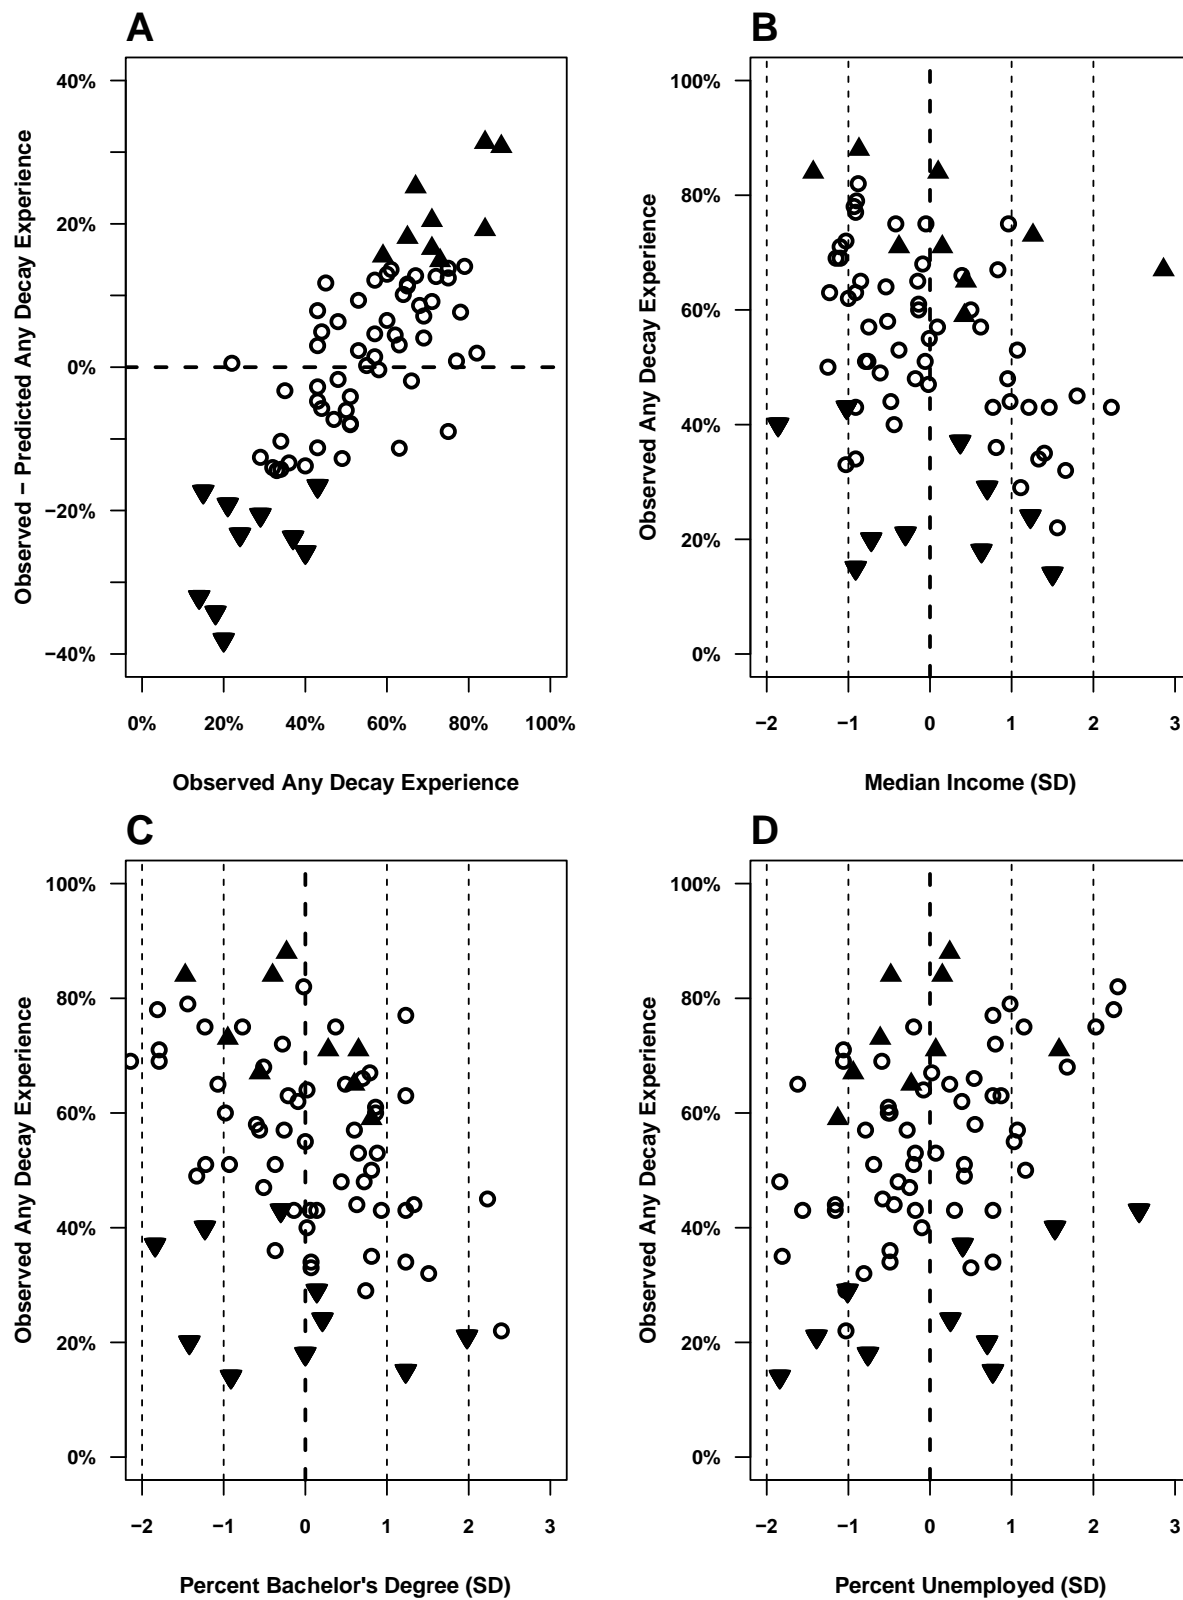 A
40%
20%
0%
−20%
−40%
Observed − Predicted Any Decay Experience
0% 20% 40% 60% 80% 100%
Observed Any Decay Experience
B
100%
80%
60%
40%
20%
0%
Observed Any Decay Experience
−2 −1 0 1 2 3
Median Income (SD)
C
100%
80%
60%
40%
20%
0%
Observed Any Decay Experience
−2 −1 0 1 2 3
Percent Bachelor's Degree (SD)
D
100%
80%
60%
40%
20%
0%
Observed Any Decay Experience
−2 −1 0 1 2 3
Percent Unemployed (SD)